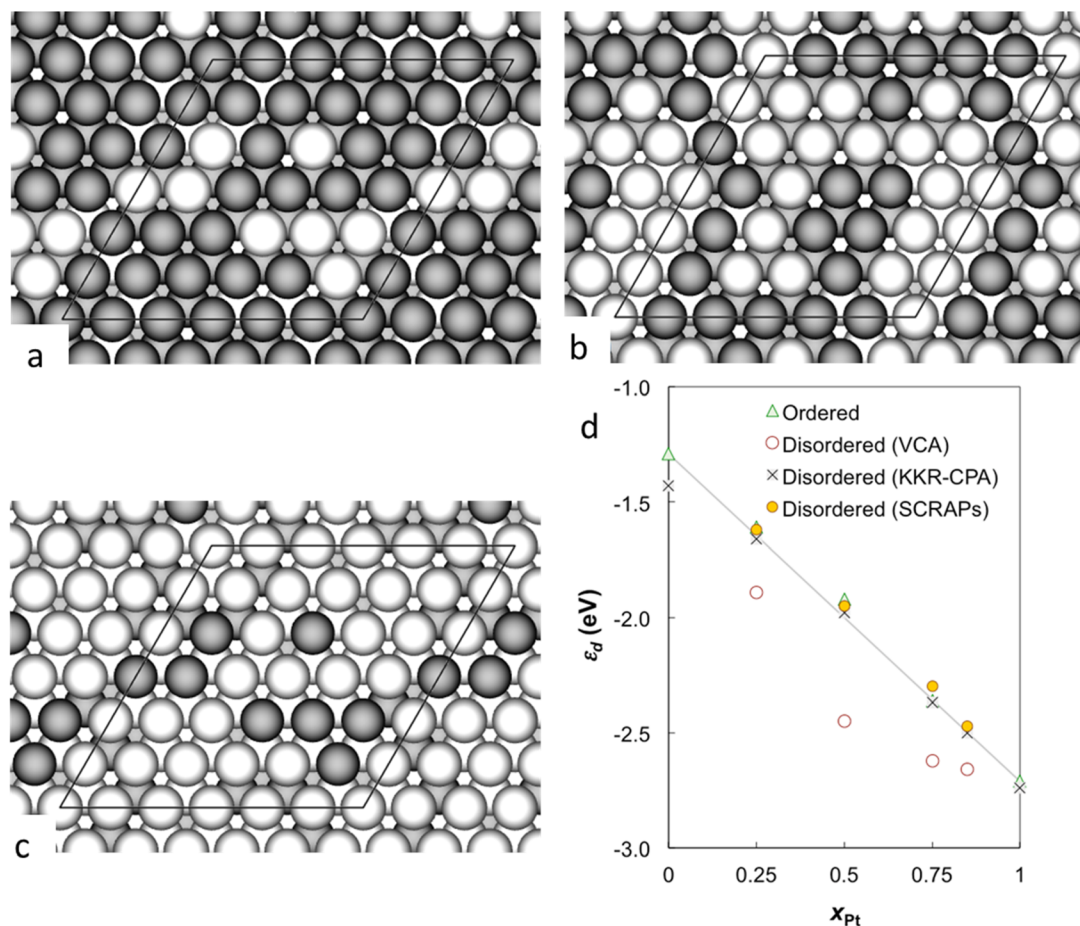 a
b
c
d
-1.0
-1.5
-2.0
-2.5
-3.0
εd (eV)
Ordered
Disordered (VCA)
Disordered (KKR-CPA)
Disordered (SCRAPs)
0 0.25 0.5 0.75 1
xPt